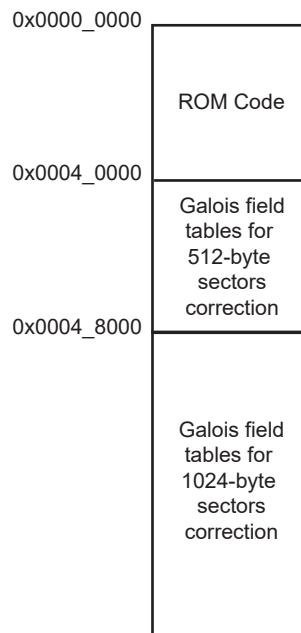 0x0000_0000
ROM Code
0x0004_0000
Galois field
tables for
512-byte
sectors
correction
0x0004_8000
Galois field
tables for
1024-byte
sectors
correction